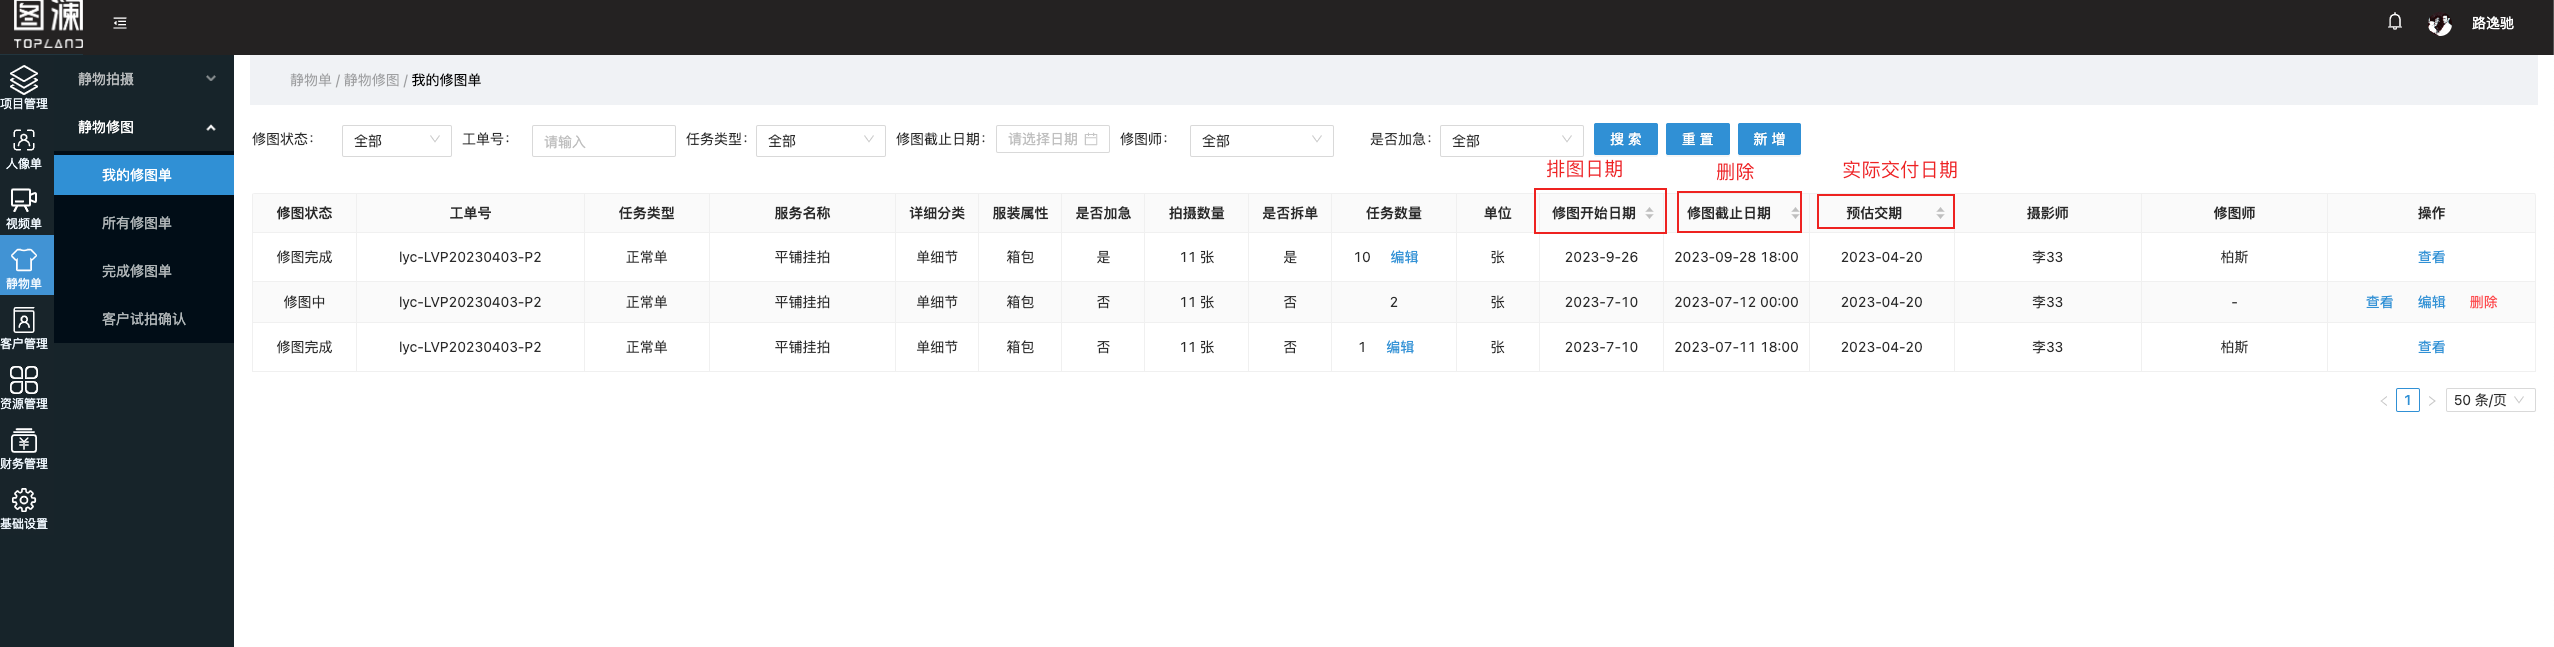 图澜
TOPLAND
路逸驰
项目管理
人像单
视频单
静物单
客户管理
资源管理
财务管理
基础设置
静物拍摄
静物修图
我的修图单
所有修图单
完成修图单
客户试拍确认
静物单 / 静物修图 / 我的修图单
修图状态: 全部 工单号: 请输入 任务类型: 全部 修图截止日期: 请选择日期 修图师: 全部 是否加急: 全部 搜 索 重 置 新 增
排图日期 删除 实际交付日期
修图状态 工单号 任务类型 服务名称 详细分类 服装属性 是否加急 拍摄数量 是否拆单 任务数量 单位 修图开始日期 修图截止日期 预估交期 摄影师 修图师 操作
修图完成 lyc-LVP20230403-P2 正常单 平铺挂拍 单细节 箱包 是 11 张 是 10 编辑 张 2023-9-26 2023-09-28 18:00 2023-04-20 李33 柏斯 查看
修图中 lyc-LVP20230403-P2 正常单 平铺挂拍 单细节 箱包 否 11 张 否 2 张 2023-7-10 2023-07-12 00:00 2023-04-20 李33 - 查看 编辑 删除
修图完成 lyc-LVP20230403-P2 正常单 平铺挂拍 单细节 箱包 否 11 张 否 1 编辑 张 2023-7-10 2023-07-11 18:00 2023-04-20 李33 柏斯 查看
< 1 > 50 条/页